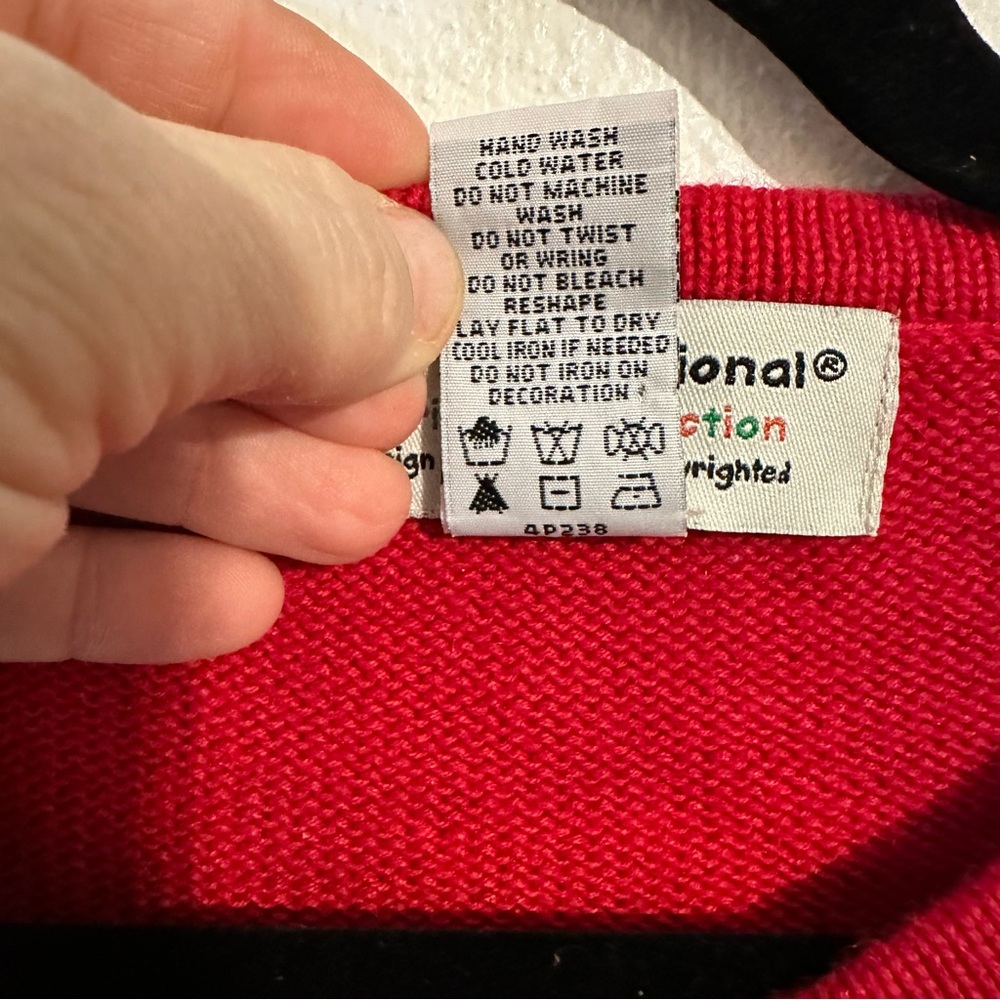 HAND WASH
COLD WATER
DO NOT MACHINE
WASH
DO NOT TWIST
OR WRING
DO NOT BLEACH
RESHAPE
LAY FLAT TO DRY
COOL IRON IF NEEDED
DO NOT IRON ON
DECORATION
4P238
ional®
ction
ign
yrighted